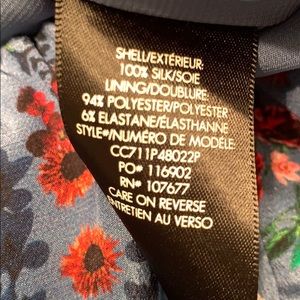 SHELL/EXTÉRIEUR:
100% SILK/SOIE
LINING/DOUBLURE:
94% POLYESTER/POLYESTER
6% ELASTANE/ÉLASTHANNE
STYLE#/NUMÉRO DE MODÈLE:
CC711P48022P
PO# 116902
RN# 107677
CARE ON REVERSE
ENTRETIEN AU VERSO